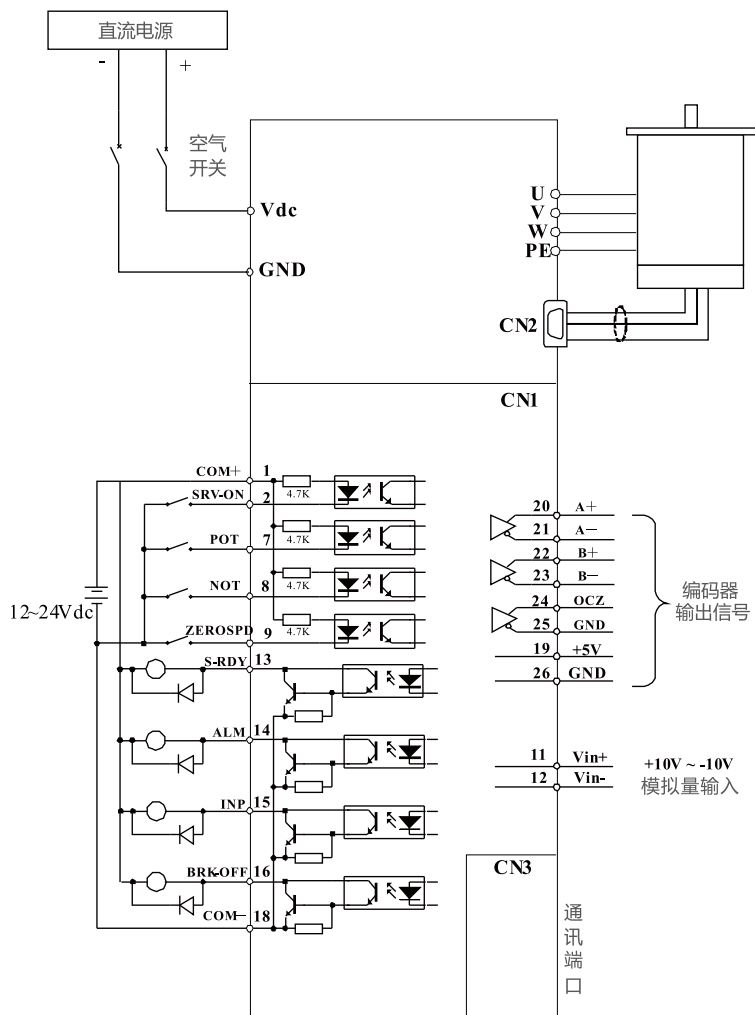 直流电源
- +
空气
开关
Vdc
GND
U
V
W
PE
CN2
CN1
COM+ 1
4.7K
SRV-ON 2
POT 7
4.7K
NOT 8
4.7K
ZEROSPD 9
4.7K
12~24Vdc
S-RDY 13
ALM 14
INP 15
BRK-OFF 16
COM- 18
20 A+
21 A-
22 B+
23 B-
24 OCZ
25 GND
19 +5V
26 GND
编码器
输出信号
11 Vin+
12 Vin-
+10V ~ -10V
模拟量输入
CN3
通
讯
端
口